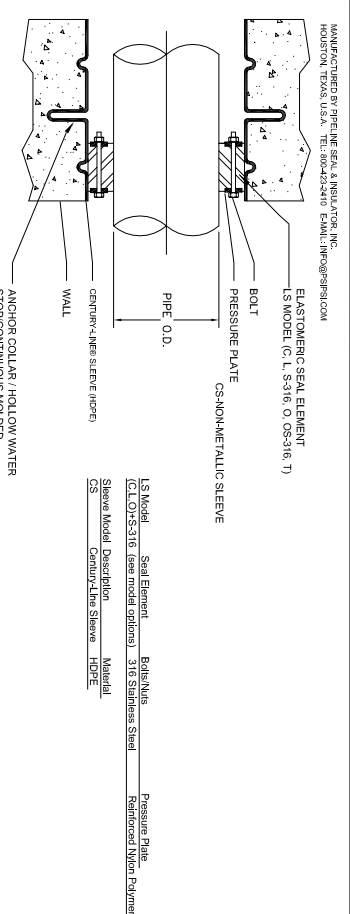 MANUFACTURED BY PIPELINE SEAL & INSULATOR, INC.
HOUSTON, TEXAS, U.S.A. TEL: 800-423-2410 E-MAIL: INFO@PSIPSI.COM
ELASTOMERIC SEAL ELEMENT
LS MODEL (C, L, S-316, O, OS-316, T)
BOLT
PRESSURE PLATE
CS-NON-METALLIC SLEEVE
PIPE O.D.
CENTURY-LINE® SLEEVE (HDPE)
WALL
ANCHOR COLLAR / HOLLOW WATER
STOP/CONTINUOUS MOLDED
LS Model Seal Element Bolts/Nuts Pressure Plate
(C,L,O)+S-316 (see model options) 316 Stainless Steel Reinforced Nylon Polymer
Sleeve Model Description Material
CS Century-Line Sleeve HDPE